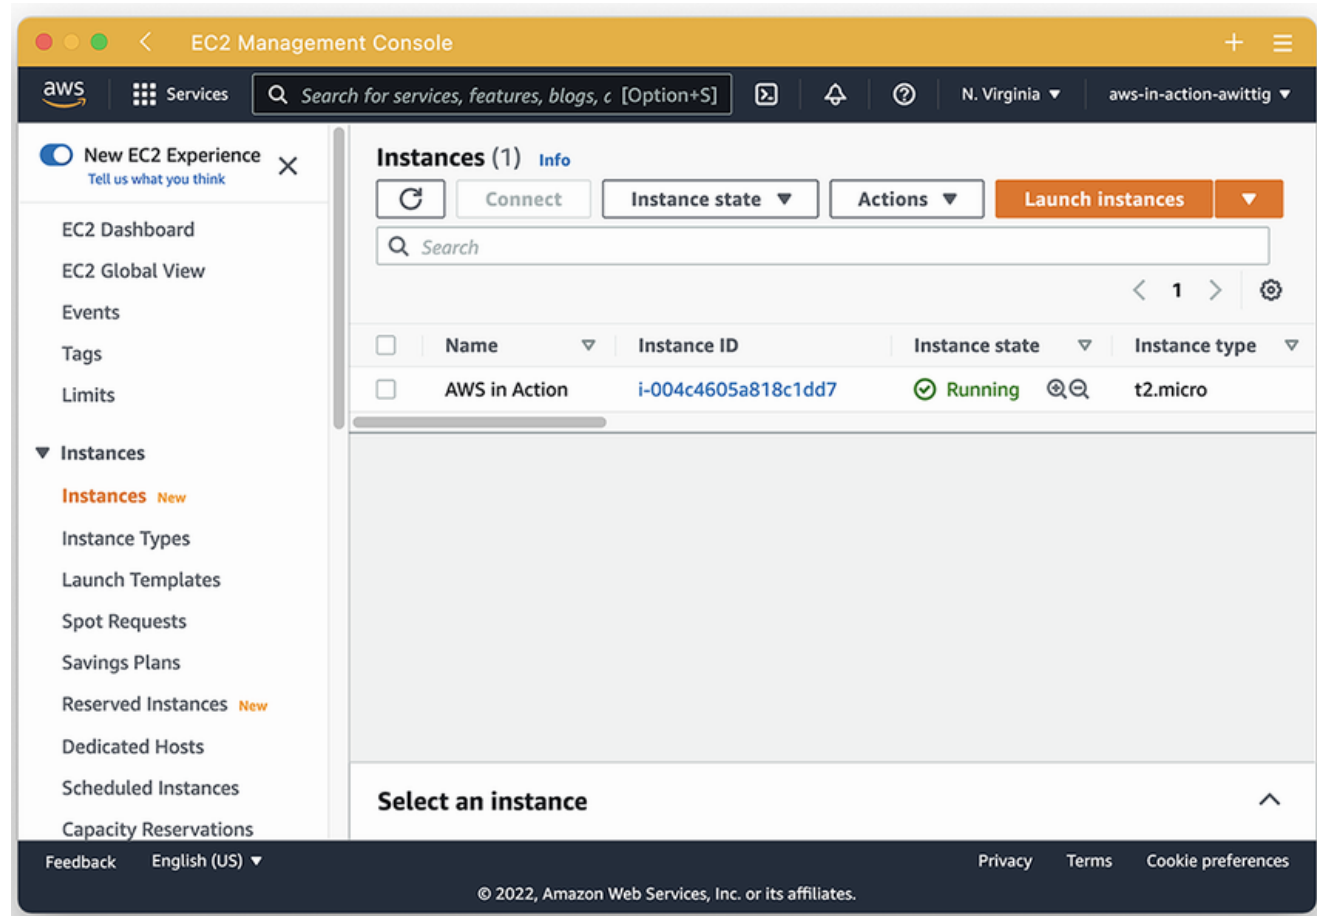 EC2 Management Console
aws
Services
Search for services, features, blogs, c [Option+S]
N. Virginia
aws-in-action-awittig
New EC2 Experience
Tell us what you think
EC2 Dashboard
EC2 Global View
Events
Tags
Limits
Instances
Instances New
Instance Types
Launch Templates
Spot Requests
Savings Plans
Reserved Instances New
Dedicated Hosts
Scheduled Instances
Capacity Reservations
Instances (1) Info
Connect Instance state Actions Launch instances
Search
1
Name Instance ID Instance state Instance type
AWS in Action i-004c4605a818c1dd7 Running t2.micro
Select an instance
Feedback English (US) Privacy Terms Cookie preferences
© 2022, Amazon Web Services, Inc. or its affiliates.